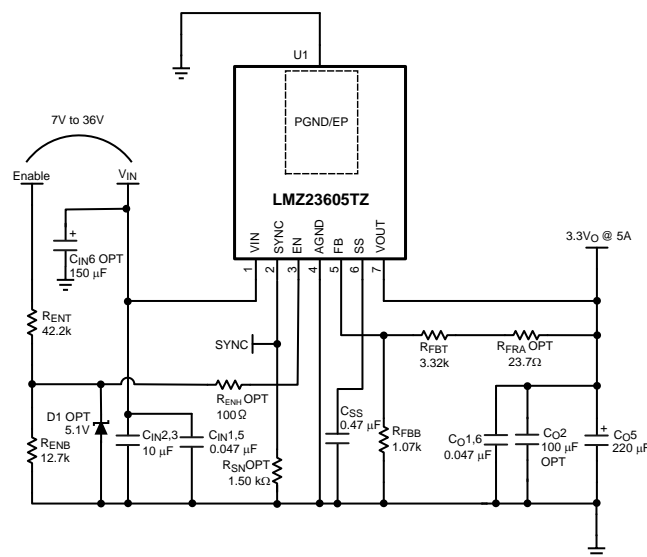 U1
7V to 36V
PGND/EP
Enable
VIN
LMZ23605TZ
3.3VO @ 5A
CIN6 OPT
150 μF
VIN
SYNC
EN
AGND
FB
SS
VOUT
1
2
3
4
5
6
7
RENT
42.2k
SYNC
RFBT
3.32k
RFRA OPT
23.7Ω
RENH OPT
100Ω
D1 OPT
5.1V
CSS
0.47 μF
RENB
12.7k
CIN2,3
10 μF
CIN1,5
0.047 μF
RSN OPT
1.50 kΩ
RFBB
1.07k
CO1,6
0.047 μF
CO2
100 μF
OPT
CO5
220 μF